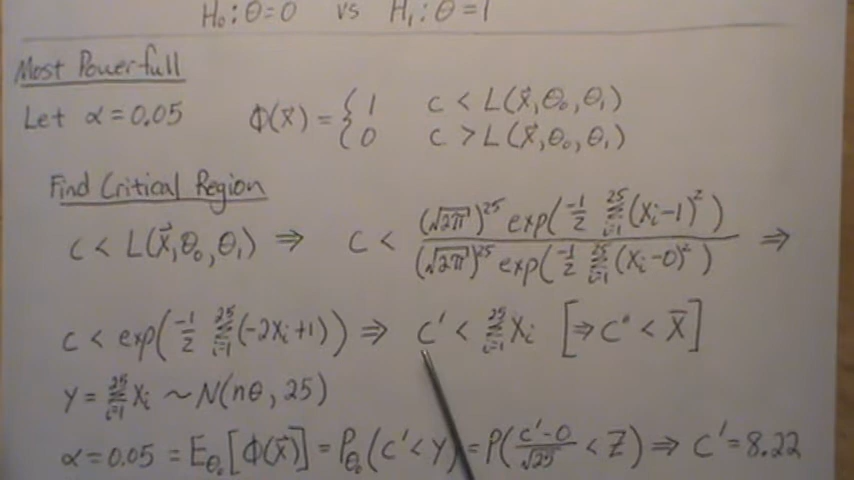 H₀: θ=0 vs H₁: θ=1
Most Powerfull
Let α=0.05 Φ(x⃗) = { 1 c < L(x⃗,θ₀,θ₁)
0 c > L(x⃗,θ₀,θ₁)
Find Critical Region
c < L(x⃗,θ₀,θ₁) ⇒ c < (√2π)²⁵ exp(-1/2 Σᵢ₌₁²⁵(xᵢ-1)²) / (√2π)²⁵ exp(-1/2 Σᵢ₌₁²⁵(xᵢ-0)²) ⇒
c < exp(-1/2 Σᵢ₌₁²⁵(-2xᵢ+1)) ⇒ c' < Σᵢ₌₁²⁵ xᵢ [⇒ c'' < X̄]
Y = Σᵢ₌₁²⁵ xᵢ ~ N(nθ, 25)
α=0.05 = E_θ₀[Φ(x⃗)] = P_θ₀(c' < Y) = P((c'-0)/√25 < Z) ⇒ c' = 8.22